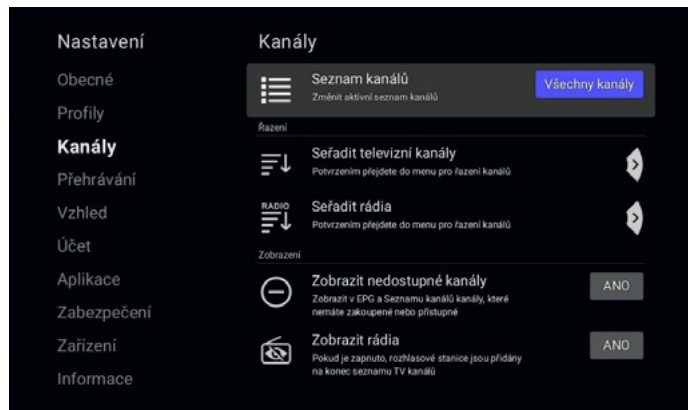 Nastavení
Obecné
Profily
Kanály
Přehrávání
Vzhled
Účet
Aplikace
Zabezpečení
Zařízení
Informace
Kanály
Seznam kanálů
Změnit aktivní seznam kanálů
Všechny kanály
Řazení
Seřadit televizní kanály
Potvrzením přejdete do menu pro řazení kanálů
RADIO
Seřadit rádia
Potvrzením přejdete do menu pro řazení kanálů
Zobrazení
Zobrazit nedostupné kanály
Zobrazit v EPG a Seznamu kanálů kanály, které
nemáte zakoupené nebo přístupné
ANO
Zobrazit rádia
Pokud je zapnuto, rozhlasové stanice jsou přidány
na konec seznamu TV kanálů
ANO